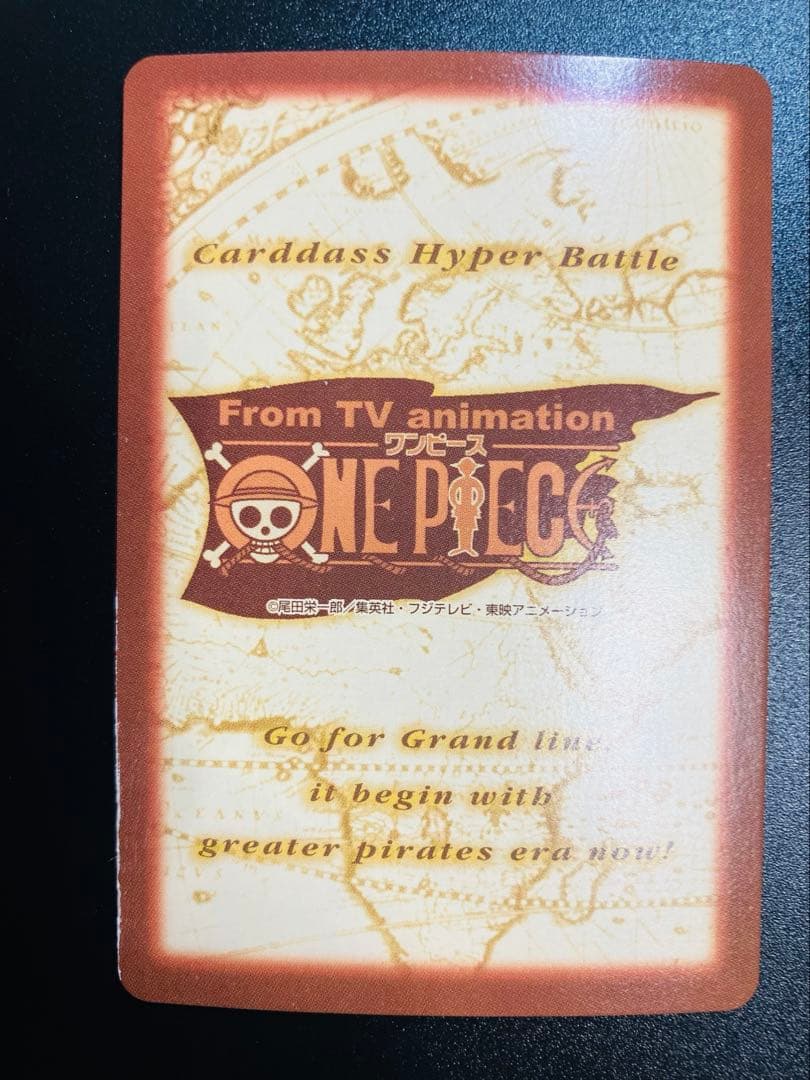 Carddass Hyper Battle
From TV animation
ワンピース
ONE PIECE
©尾田栄一郎/集英社・フジテレビ・東映アニメーション
Go for Grand line,
it begin with
greater pirates era now!